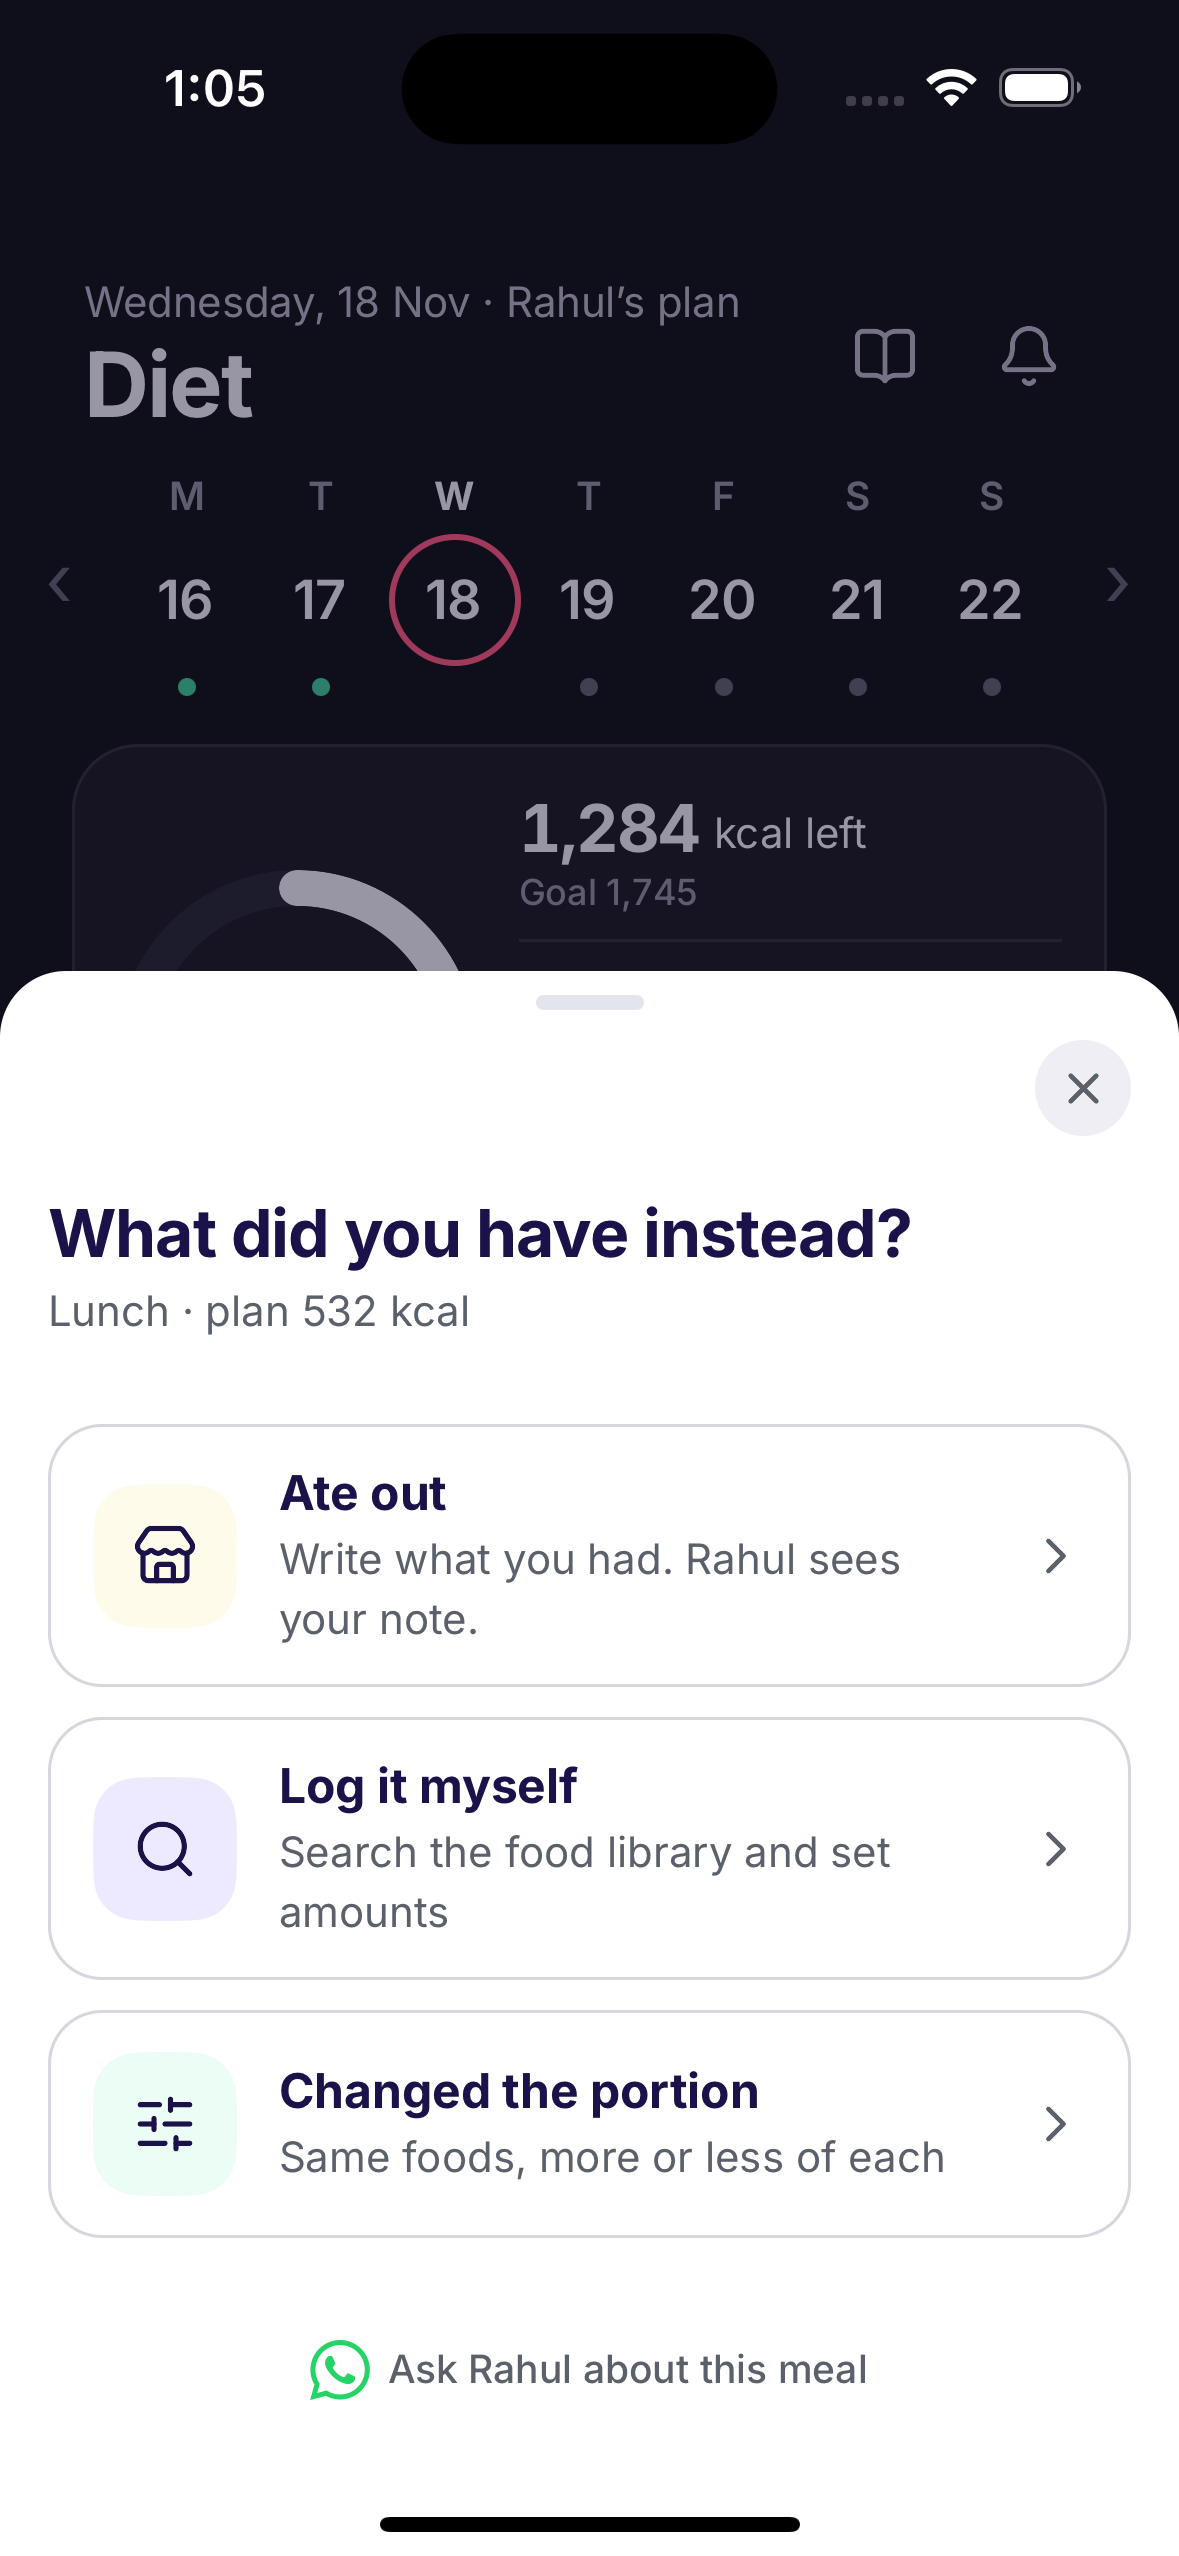 1:05
Wednesday, 18 Nov · Rahul’s plan
Diet
M T W T F S S
16 17 18 19 20 21 22
1,284 kcal left
Goal 1,745
What did you have instead?
Lunch · plan 532 kcal
Ate out
Write what you had. Rahul sees
your note.
Log it myself
Search the food library and set
amounts
Changed the portion
Same foods, more or less of each
Ask Rahul about this meal